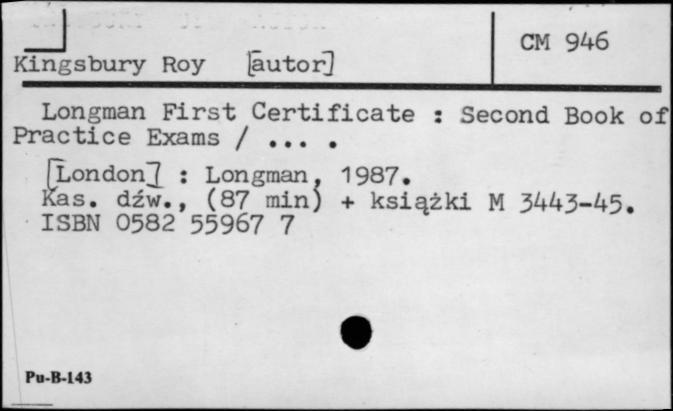 CM 946
Kingsbury Roy [autor]
Longman First Certificate : Second Book of
Practice Exams / ... .
[London] : Longman, 1987.
Kas. dźw., (87 min) + książki M 3443-45.
ISBN 0582 55967 7
Pu-B-143